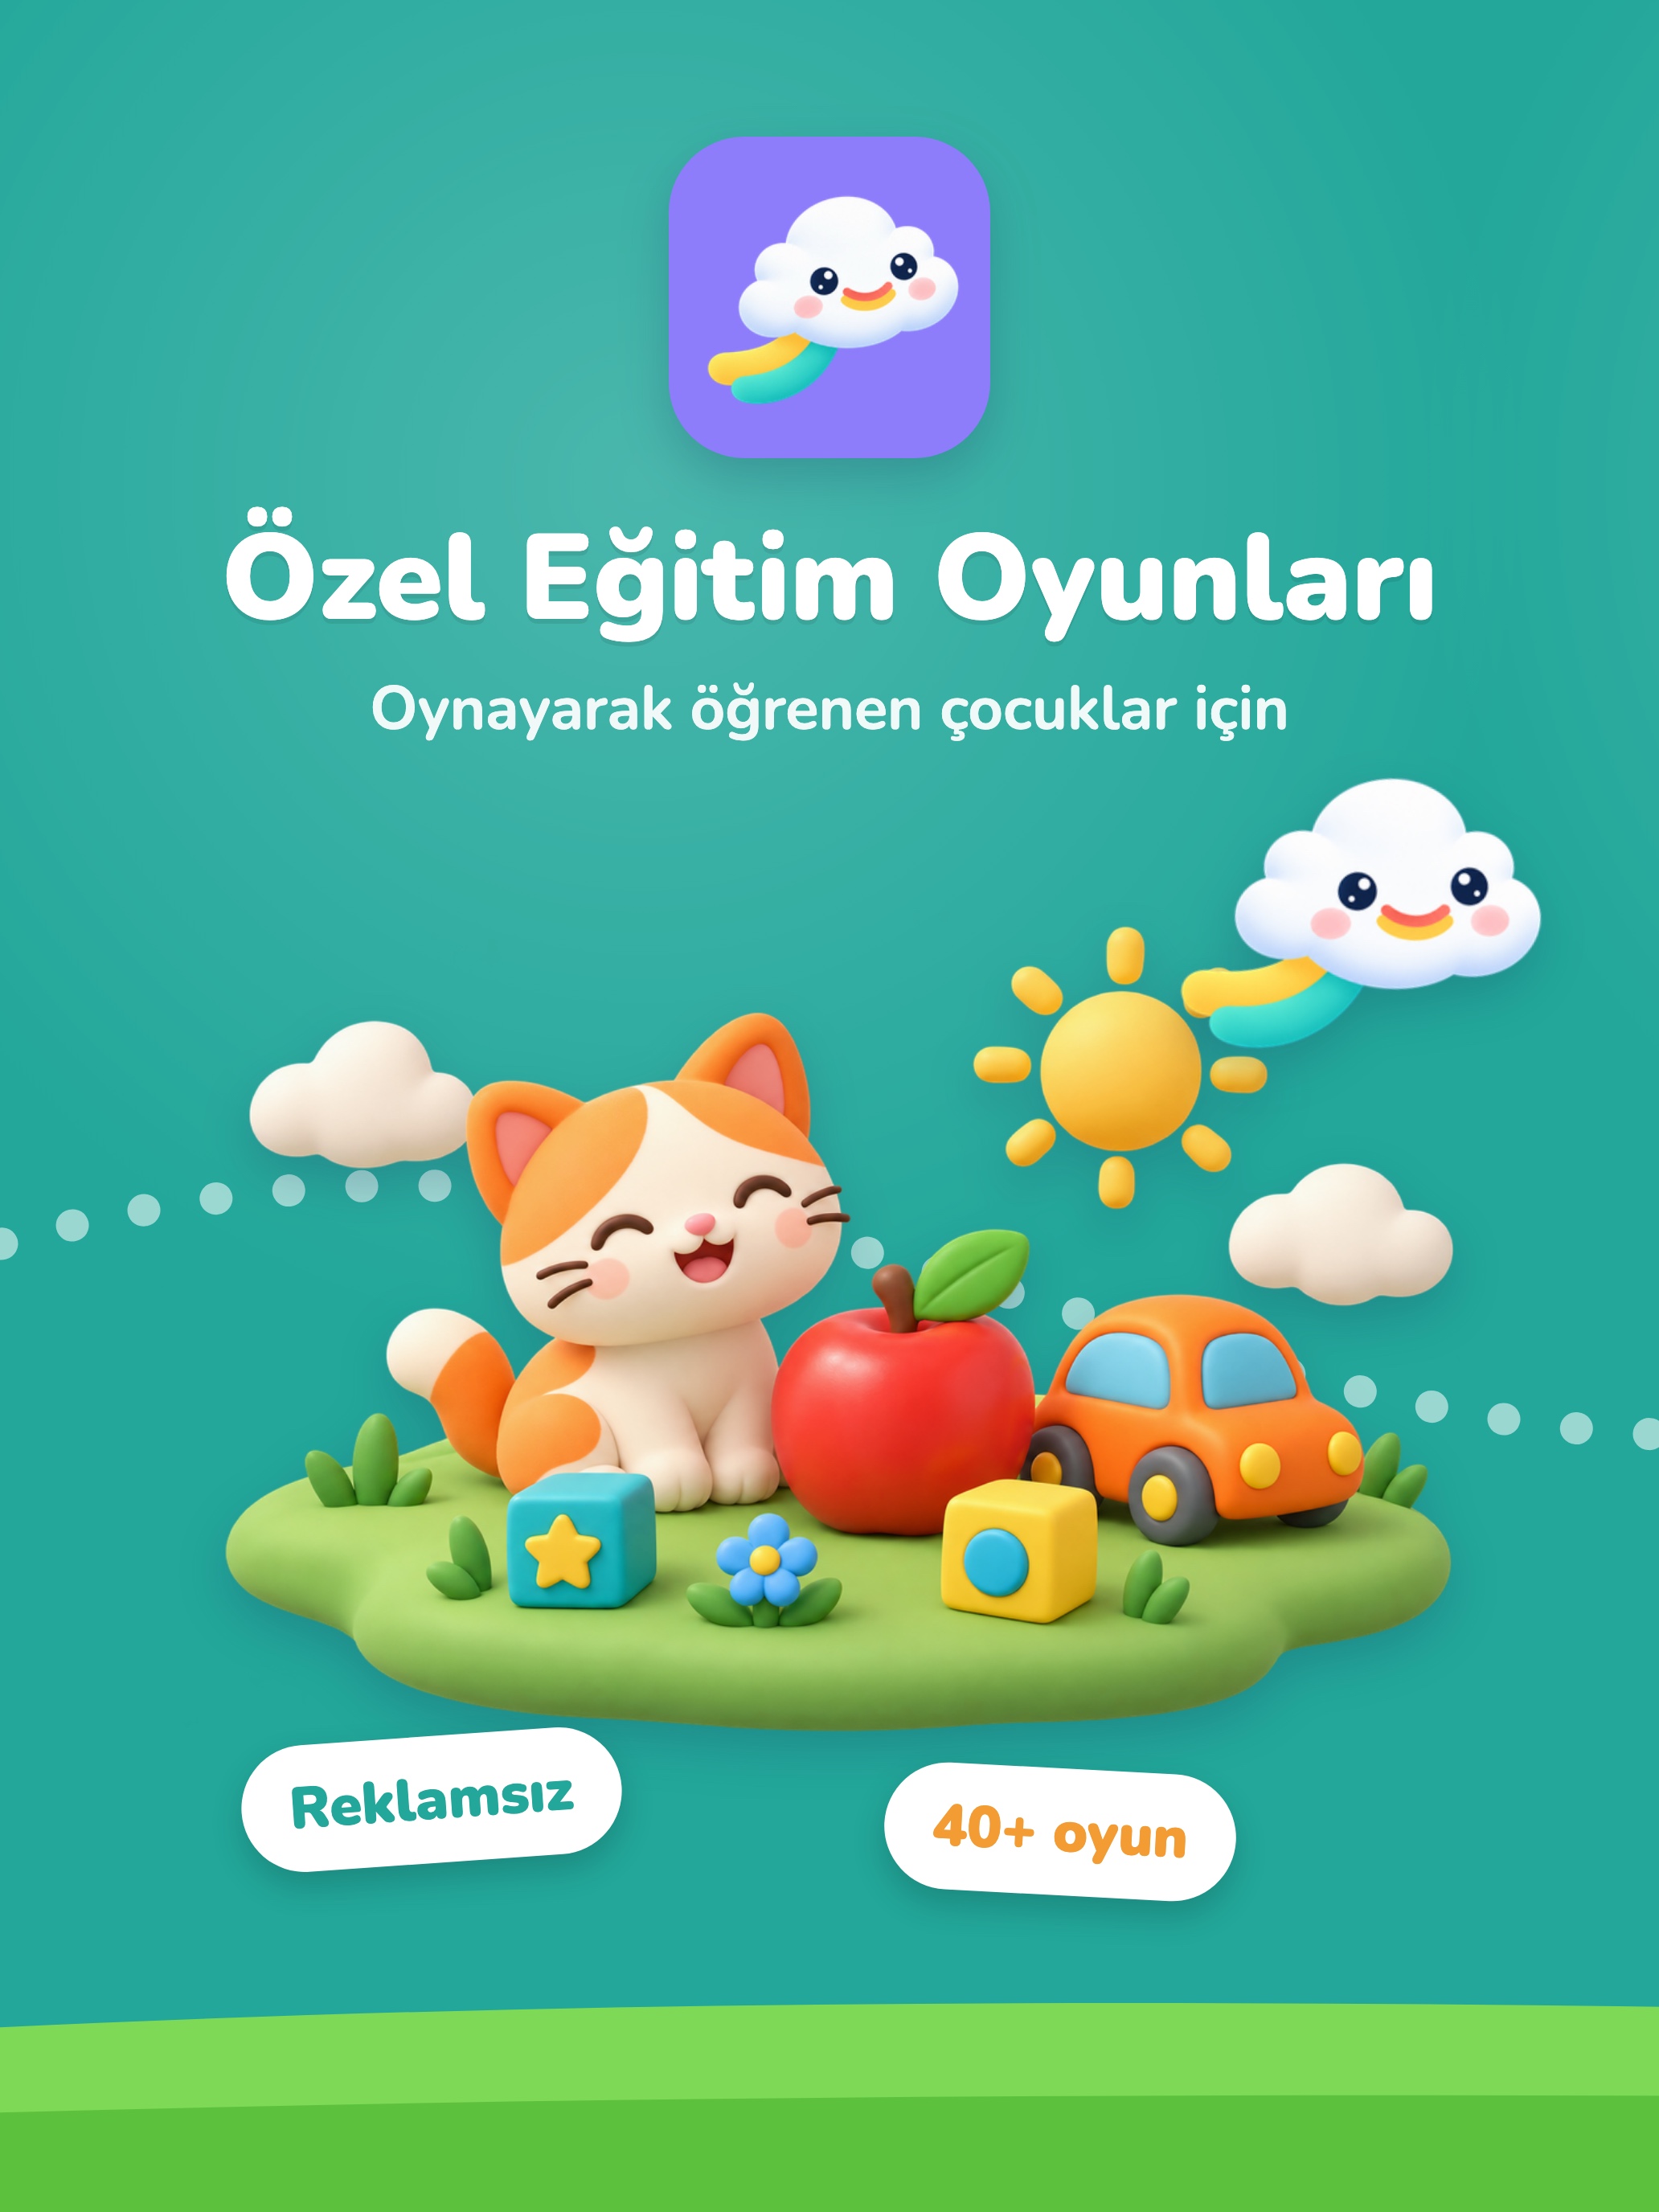 Özel Eğitim Oyunları
Oynayarak öğrenen çocuklar için
Reklamsız
40+ oyun